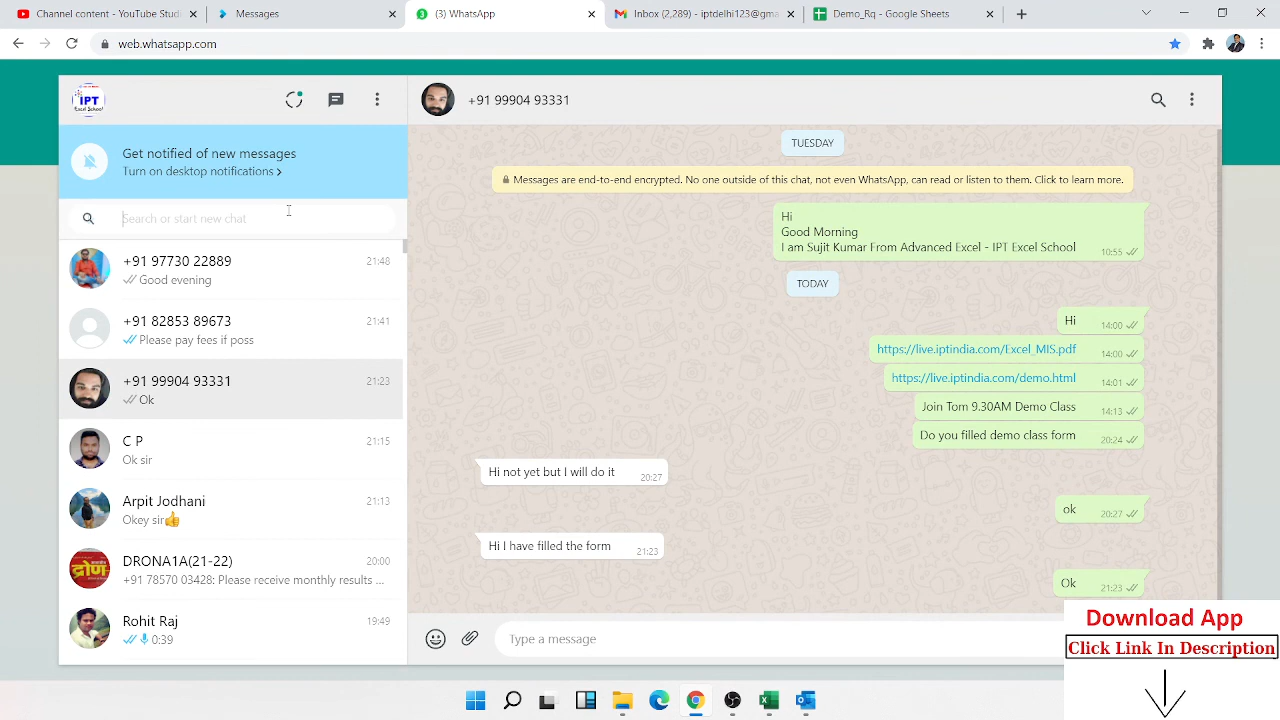 Channel content - YouTube Studi
Messages
(3) WhatsApp
Inbox (2,289) - iptdelhi123@gma
Demo_Rq - Google Sheets
web.whatsapp.com
IPT
Excel School
Get notified of new messages
Turn on desktop notifications >
Search or start new chat
+91 97730 22889 21:48
Good evening
+91 82853 89673 21:41
Please pay fees if poss
+91 99904 93331 21:23
Ok
C P 21:15
Ok sir
Arpit Jodhani 21:13
Okey sir👍
द्रोण
DRONA1A(21-22) 20:00
+91 78570 03428: Please receive monthly results ...
Rohit Raj 19:49
0:39
+91 99904 93331
TUESDAY
Messages are end-to-end encrypted. No one outside of this chat, not even WhatsApp, can read or listen to them. Click to learn more.
Hi
Good Morning
I am Sujit Kumar From Advanced Excel - IPT Excel School 10:55
TODAY
Hi 14:00
https://live.iptindia.com/Excel_MIS.pdf 14:00
https://live.iptindia.com/demo.html 14:01
Join Tom 9.30AM Demo Class 14:13
Do you filled demo class form 20:24
Hi not yet but I will do it 20:27
ok 20:27
Hi I have filled the form 21:23
Ok 21:23
Type a message
Download App
Click Link In Description